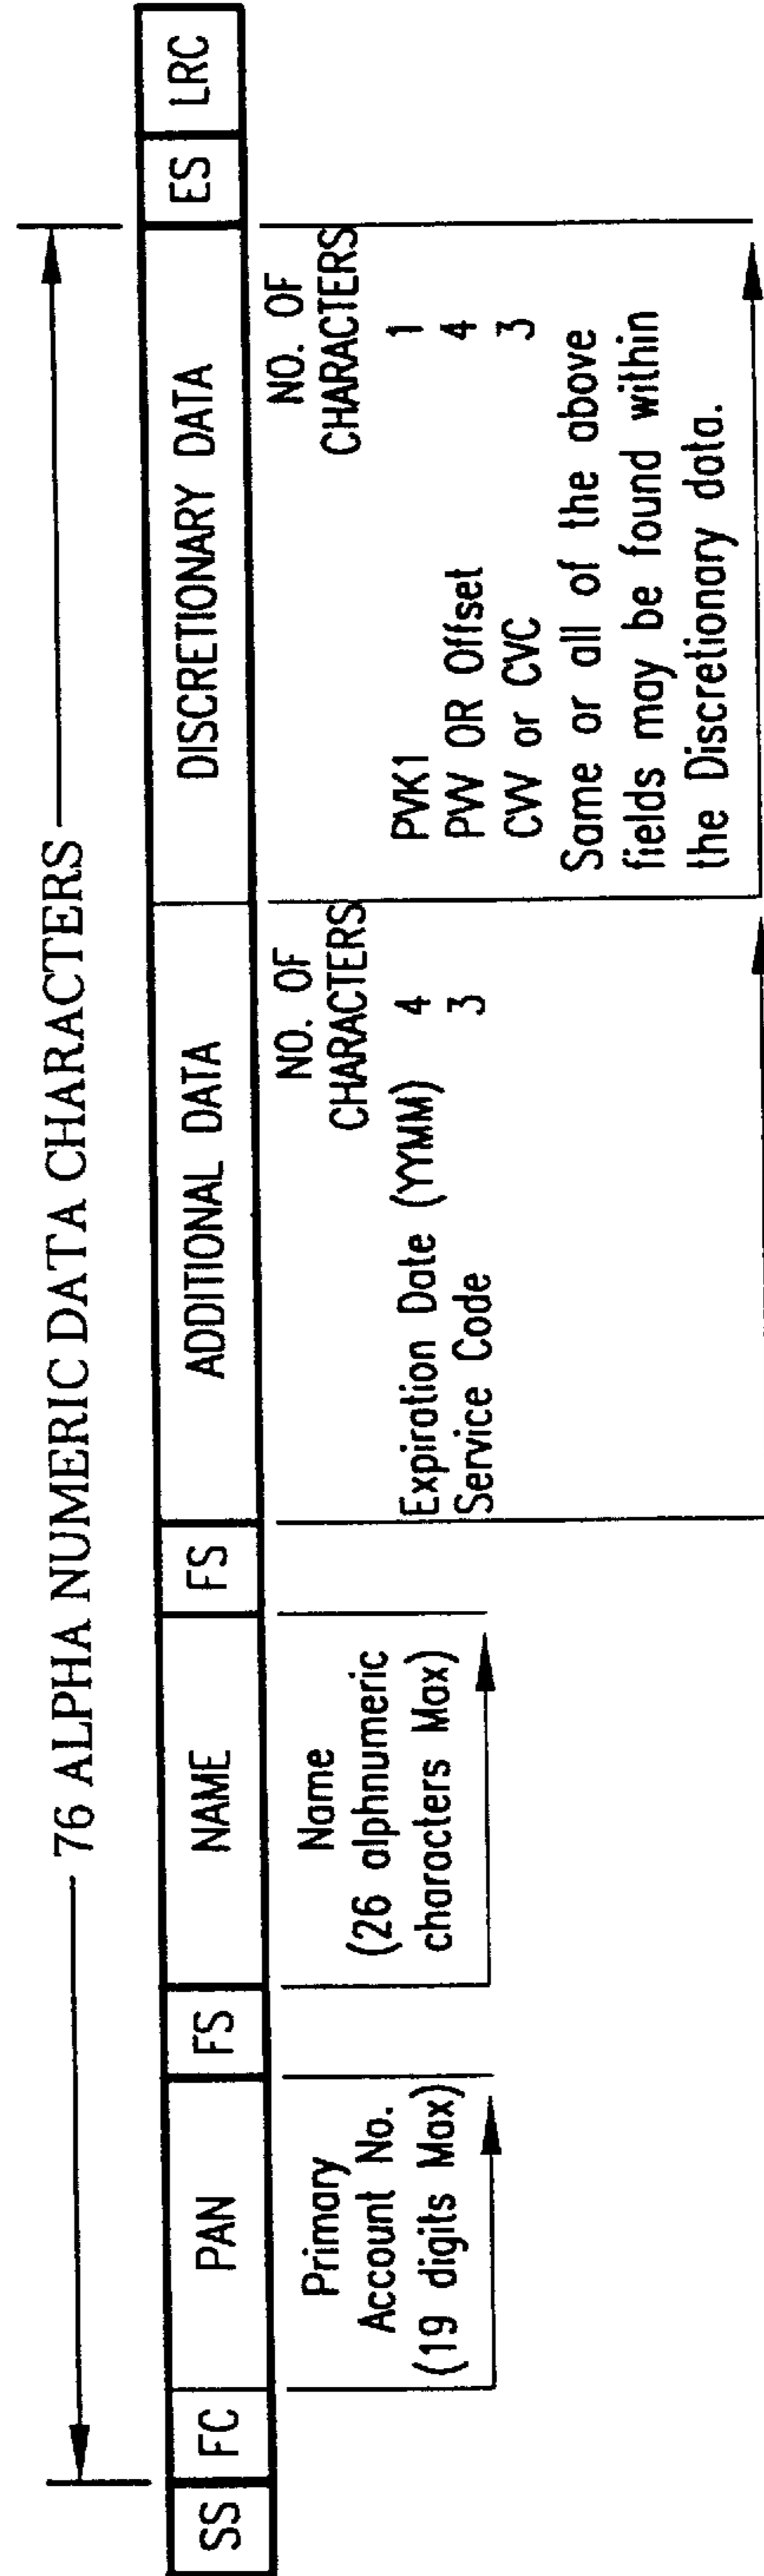 76 ALPHA NUMERIC DATA CHARACTERS
SS FC PAN FS NAME FS ADDITIONAL DATA DISCRETIONARY DATA ES LRC
Primary
Account No.
(19 digits Max)
Name
(26 alphnumeric
characters Max)
NO. OF
CHARACTERS
Expiration Date (YYMM) 4
Service Code 3
NO. OF
CHARACTERS
PVK1 1
PVV OR Offset 4
CVV or CVC 3
Some or all of the above
fields may be found within
the Discretionary data.